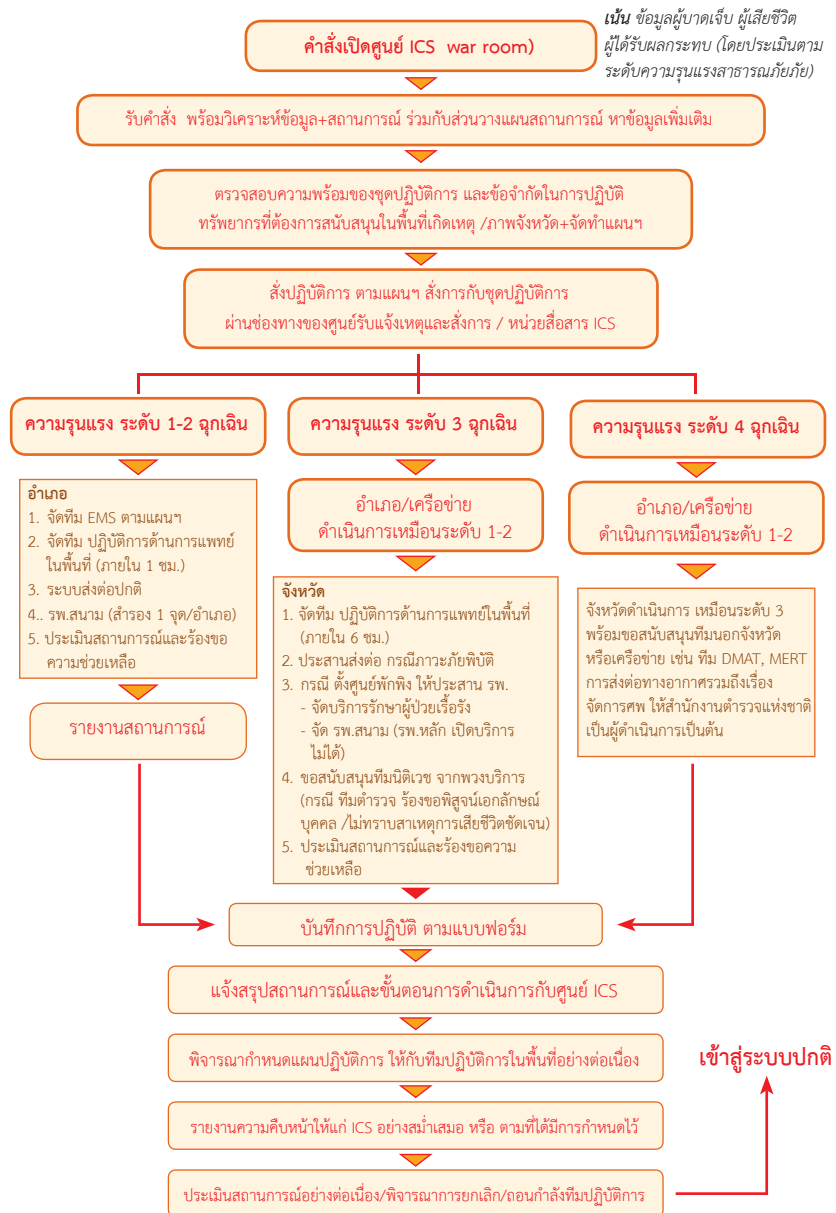 เน้น ข้อมูลผู้บาดเจ็บ ผู้เสียชีวิต
ผู้ได้รับผลกระทบ (โดยประเมินตาม
ระดับความรุนแรงสาธารณภัยภัย)
คำสั่งเปิดศูนย์ ICS war room)
รับคำสั่ง พร้อมวิเคราะห์ข้อมูล+สถานการณ์ ร่วมกับส่วนวางแผนสถานการณ์ หาข้อมูลเพิ่มเติม
ตรวจสอบความพร้อมของชุดปฏิบัติการ และข้อจำกัดในการปฏิบัติ
ทรัพยากรที่ต้องการสนับสนุนในพื้นที่เกิดเหตุ /ภาพจังหวัด+จัดทำแผนฯ
สั่งปฏิบัติการ ตามแผนฯ สั่งการกับชุดปฏิบัติการ
ผ่านช่องทางของศูนย์รับแจ้งเหตุและสั่งการ / หน่วยสื่อสาร ICS
ความรุนแรง ระดับ 1-2 ฉุกเฉิน
อำเภอ
1. จัดทีม EMS ตามแผนฯ
2. จัดทีม ปฏิบัติการด้านการแพทย์
ในพื้นที่ (ภายใน 1 ชม.)
3. ระบบส่งต่อปกติ
4.. รพ.สนาม (สำรอง 1 จุด/อำเภอ)
5. ประเมินสถานการณ์และร้องขอ
ความช่วยเหลือ
รายงานสถานการณ์
ความรุนแรง ระดับ 3 ฉุกเฉิน
อำเภอ/เครือข่าย
ดำเนินการเหมือนระดับ 1-2
จังหวัด
1. จัดทีม ปฏิบัติการด้านการแพทย์ในพื้นที่
(ภายใน 6 ชม.)
2. ประสานส่งต่อ กรณีภาวะภัยพิบัติ
3. กรณี ตั้งศูนย์พักพิง ให้ประสาน รพ.
- จัดบริการรักษาผู้ป่วยเรื้อรัง
- จัด รพ.สนาม (รพ.หลัก เปิดบริการ
ไม่ได้)
4. ขอสนับสนุนทีมนิติเวช จากพวงบริการ
(กรณี ทีมตำรวจ ร้องขอพิสูจน์เอกลักษณ์
บุคคล /ไม่ทราบสาเหตุการเสียชีวิตชัดเจน)
5. ประเมินสถานการณ์และร้องขอความ
ช่วยเหลือ
ความรุนแรง ระดับ 4 ฉุกเฉิน
อำเภอ/เครือข่าย
ดำเนินการเหมือนระดับ 1-2
จังหวัดดำเนินการ เหมือนระดับ 3
พร้อมขอสนับสนุนทีมนอกจังหวัด
หรือเครือข่าย เช่น ทีม DMAT, MERT
การส่งต่อทางอากาศรวมถึงเรื่อง
จัดการศพ ให้สำนักงานตำรวจแห่งชาติ
เป็นผู้ดำเนินการเป็นต้น
บันทึกการปฏิบัติ ตามแบบฟอร์ม
แจ้งสรุปสถานการณ์และขั้นตอนการดำเนินการกับศูนย์ ICS
พิจารณากำหนดแผนปฏิบัติการ ให้กับทีมปฏิบัติการในพื้นที่อย่างต่อเนื่อง
รายงานความคืบหน้าให้แก่ ICS อย่างสม่ำเสมอ หรือ ตามที่ได้มีการกำหนดไว้
ประเมินสถานการณ์อย่างต่อเนื่อง/พิจารณาการยกเลิก/ถอนกำลังทีมปฏิบัติการ
เข้าสู่ระบบปกติ